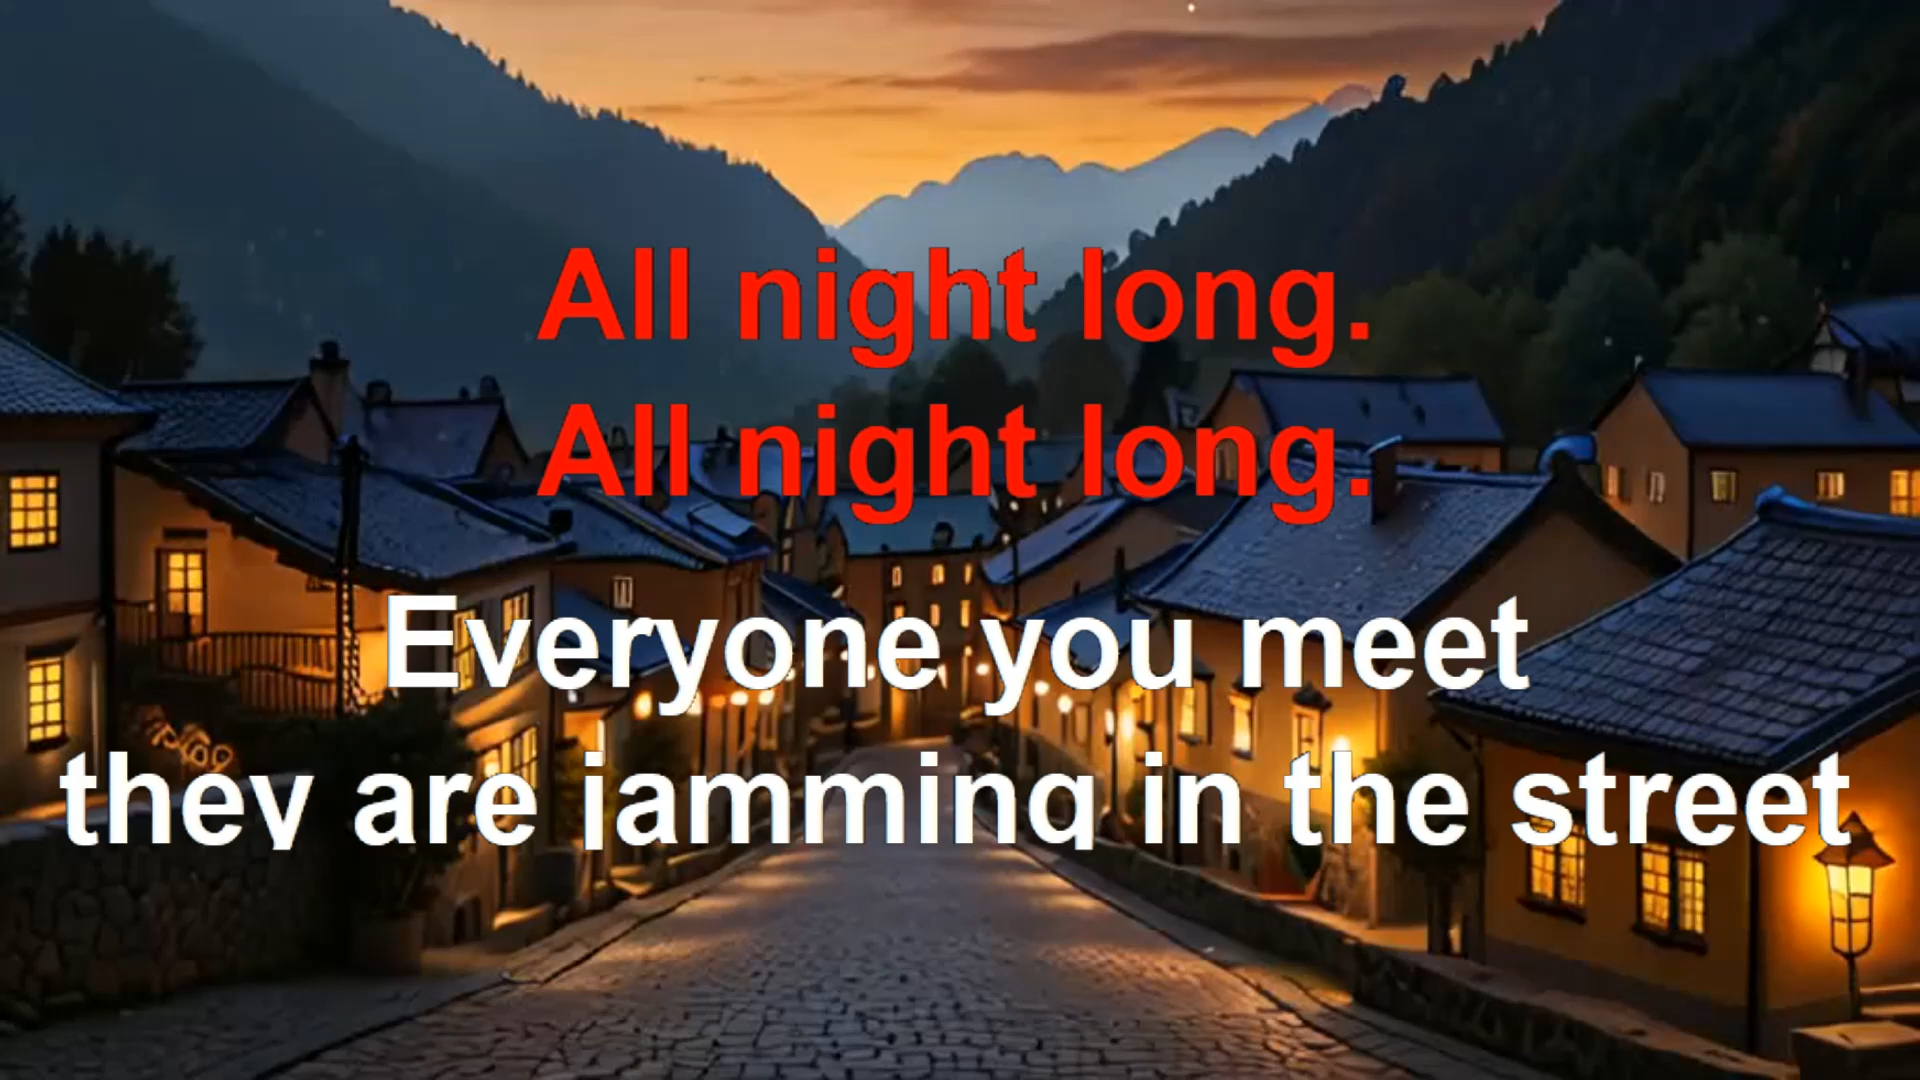 All night long.
All night long.
Everyone you meet
they are jamming in the street